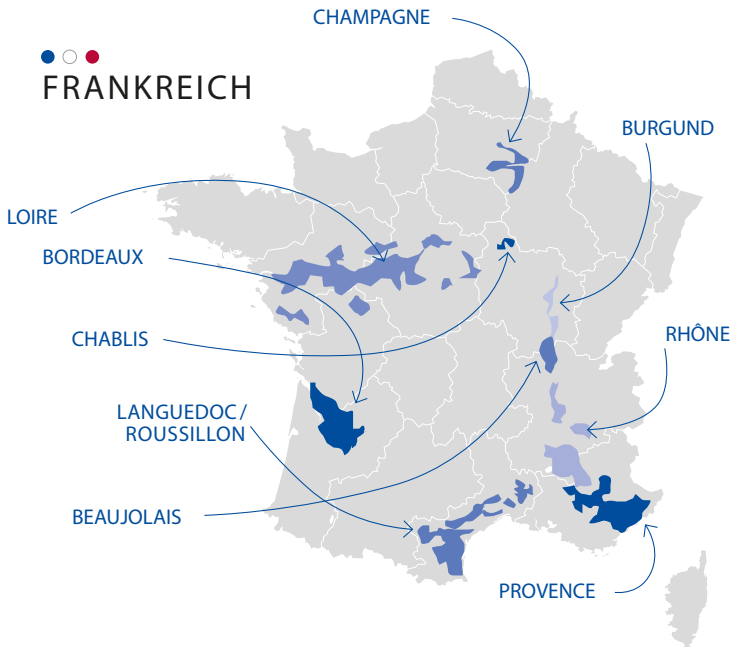 CHAMPAGNE
FRANKREICH
BURGUND
LOIRE
BORDEAUX
CHABLIS
RHÔNE
LANGUEDOC/
ROUSSILLON
BEAUJOLAIS
PROVENCE